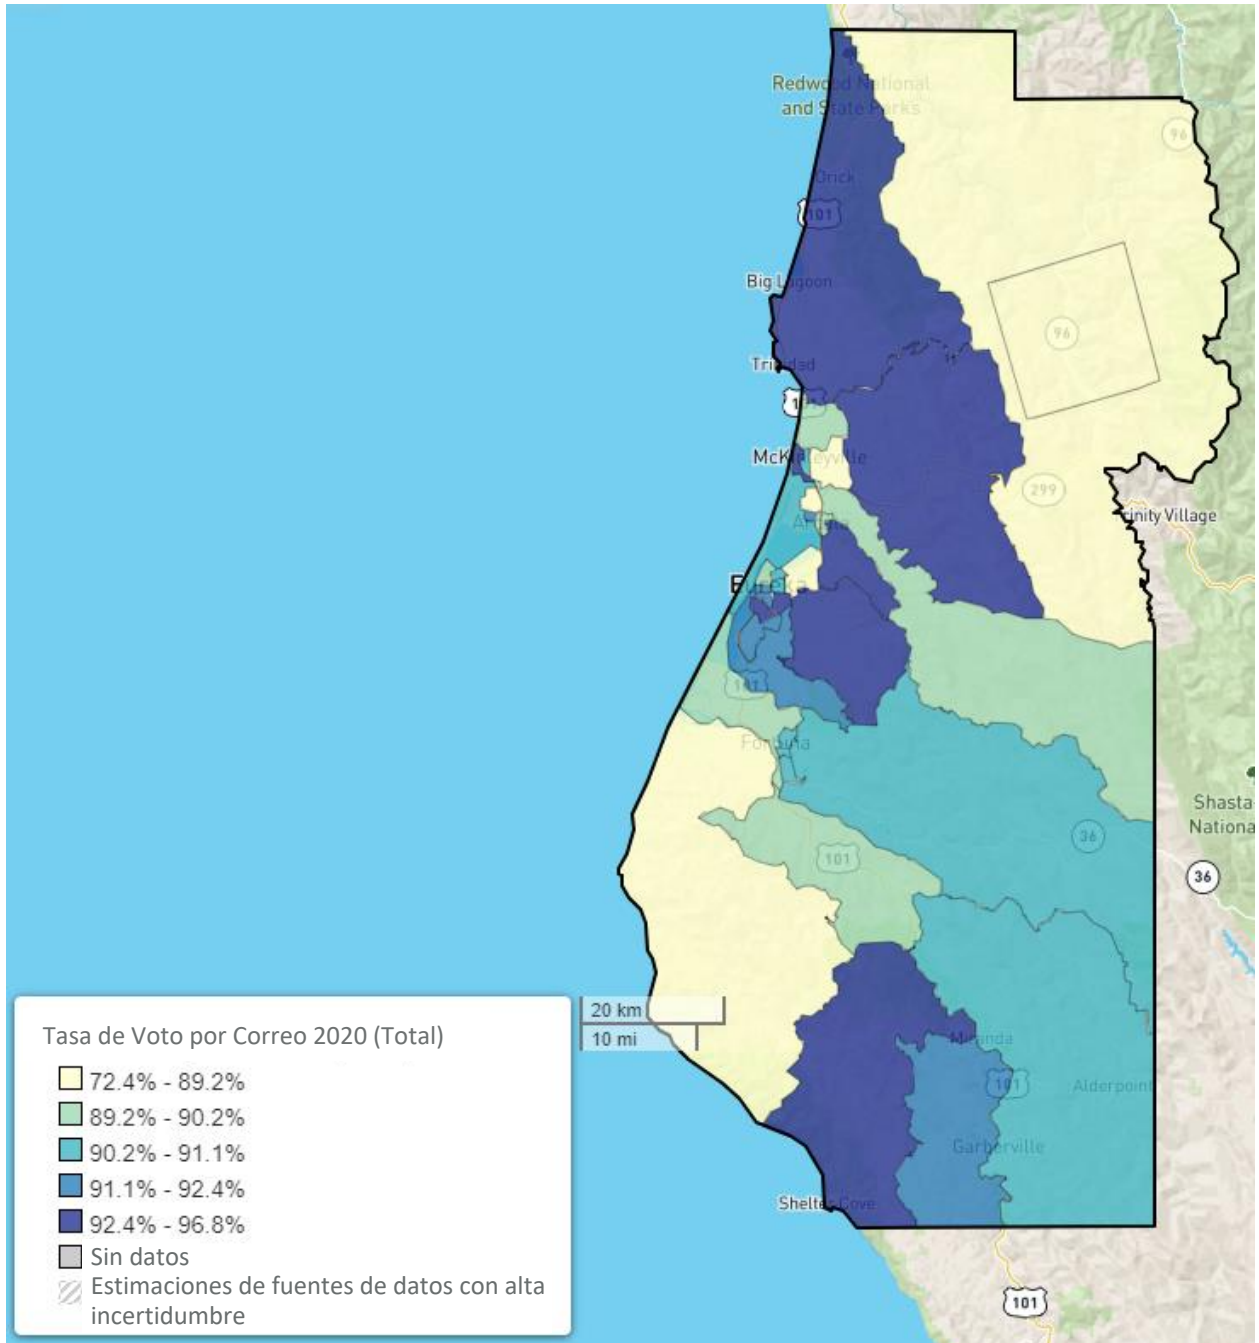 Redwood National
and State Parks
96
Orick
101
Big Lagoon
96
Trinidad
McKinleyville
299
Trinity Village
Arcata
Eureka
101
Fortuna
Shasta
Nationa
36
101
36
20 km
10 mi
Miranda
101
Alderpoint
Garberville
Shelter Cove
101
Tasa de Voto por Correo 2020 (Total)
72.4% - 89.2%
89.2% - 90.2%
90.2% - 91.1%
91.1% - 92.4%
92.4% - 96.8%
Sin datos
Estimaciones de fuentes de datos con alta
incertidumbre